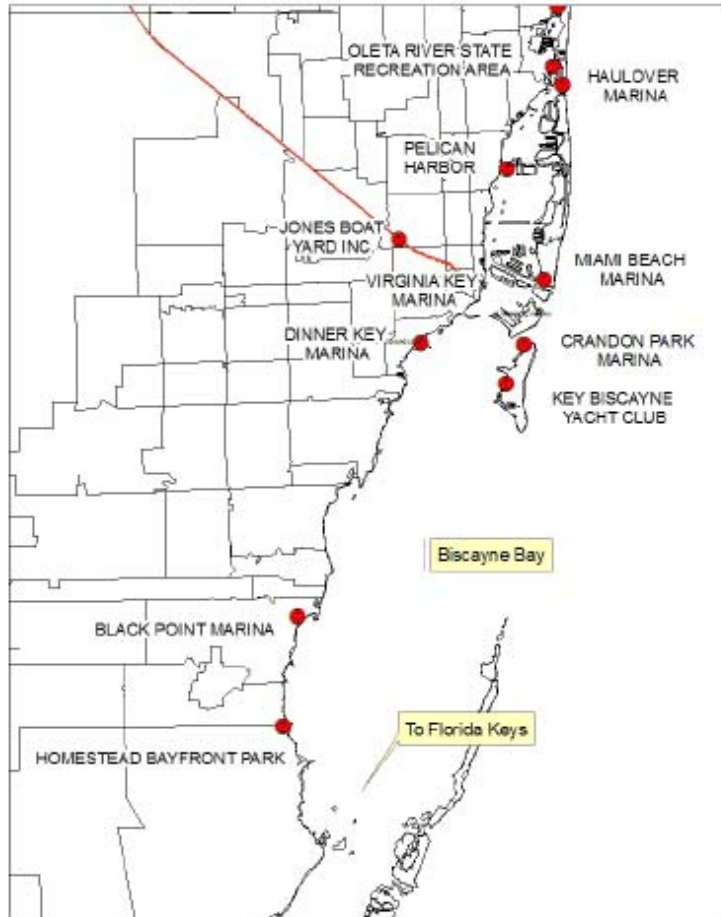 OLETA RIVER STATE
RECREATION AREA
HAULOVER
MARINA
PELICAN
HARBOR
JONES BOAT
YARD INC.
MIAMI BEACH
MARINA
VIRGINIA KEY
MARINA
DINNER KEY
MARINA
CRANDON PARK
MARINA
KEY BISCAYNE
YACHT CLUB
Biscayne Bay
BLACK POINT MARINA
To Florida Keys
HOMESTEAD BAYFRONT PARK